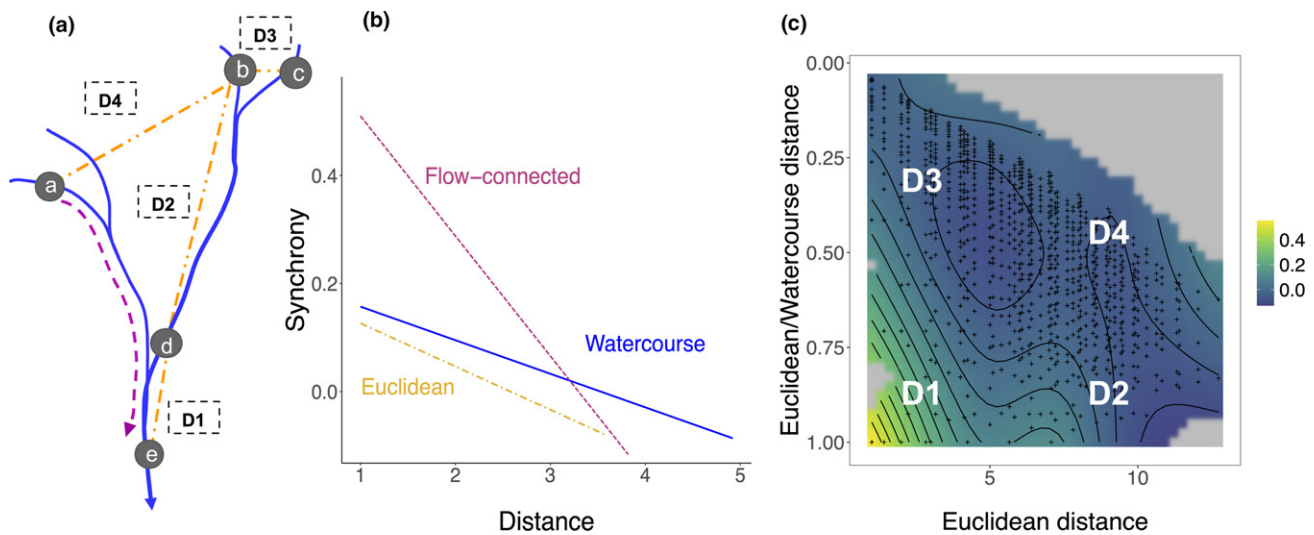 (a)
D3
b
c
D4
a
D2
d
D1
e
(b)
Synchrony
0.4
0.2
0.0
Flow−connected
Watercourse
Euclidean
1 2 3 4 5
Distance
(c)
Euclidean/Watercourse distance
0.00
0.25
0.50
0.75
1.00
D3
D4
D1 D2
5 10
Euclidean distance
0.4
0.2
0.0